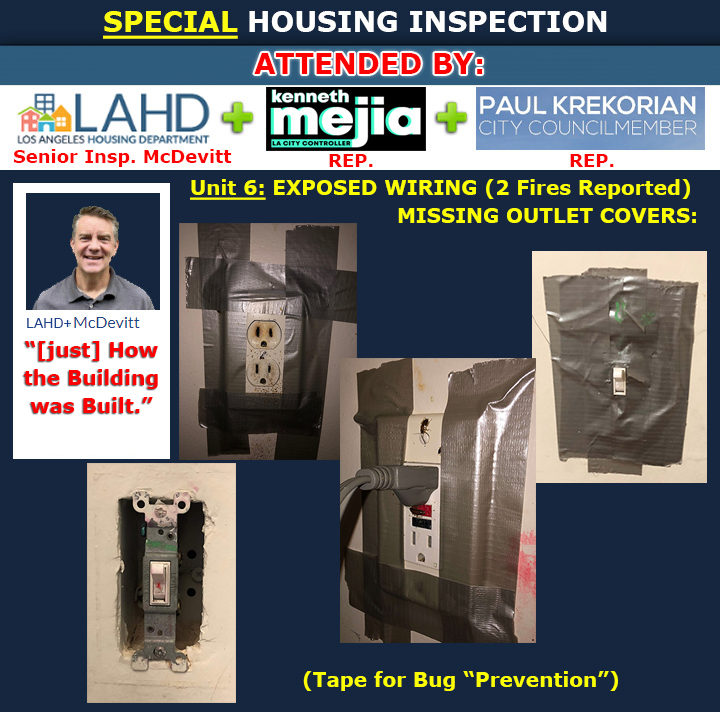 SPECIAL HOUSING INSPECTION
ATTENDED BY:
LAHD
LOS ANGELES HOUSING DEPARTMENT
Senior Insp. McDevitt
+
kenneth
mejia
LA CITY CONTROLLER
REP.
+
PAUL KREKORIAN
CITY COUNCILMEMBER
REP.
Unit 6: EXPOSED WIRING (2 Fires Reported)
MISSING OUTLET COVERS:
LAHD+McDevitt
“[just] How
the Building
was Built.”
(Tape for Bug “Prevention”)